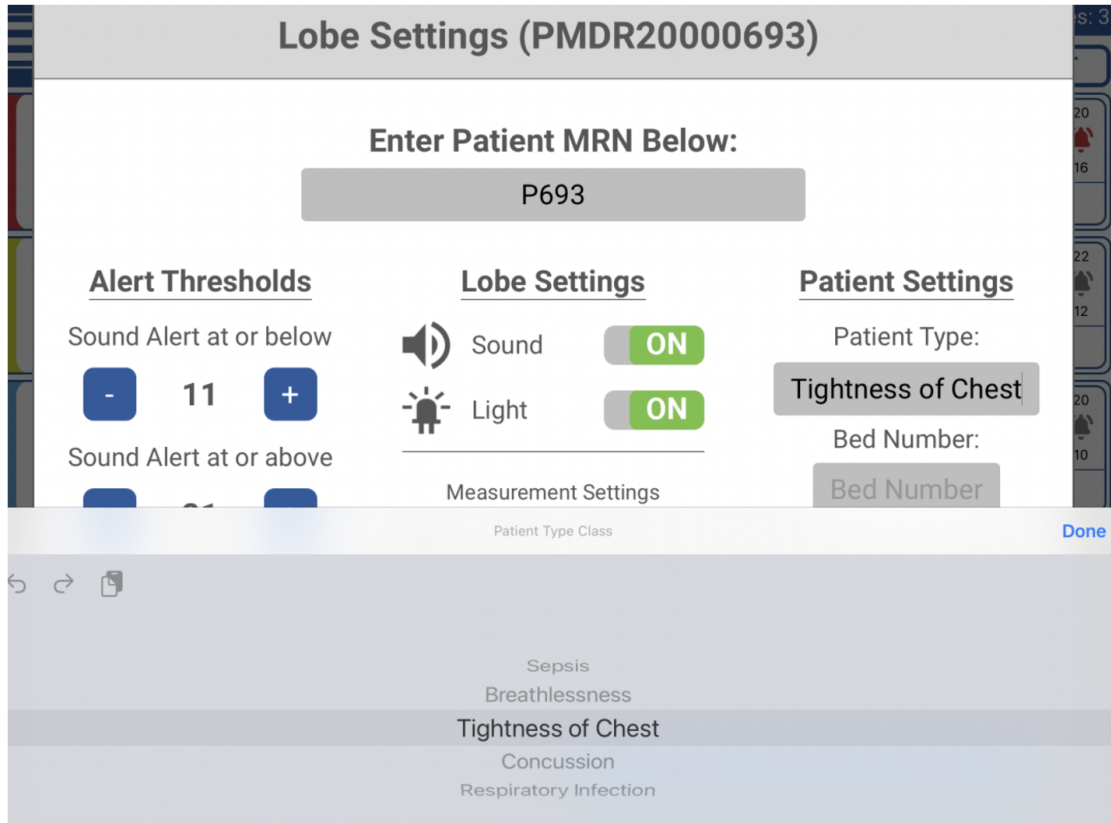 Lobe Settings (PMDR20000693)
s: 3
Enter Patient MRN Below:
P693
20
16
Alert Thresholds
Lobe Settings
Patient Settings
22
12
Sound Alert at or below
Sound
ON
Patient Type:
- 11 +
Light
ON
Tightness of Chest
20
10
Bed Number:
Sound Alert at or above
Measurement Settings
Bed Number
Patient Type Class
Done
Sepsis
Breathlessness
Tightness of Chest
Concussion
Respiratory Infection